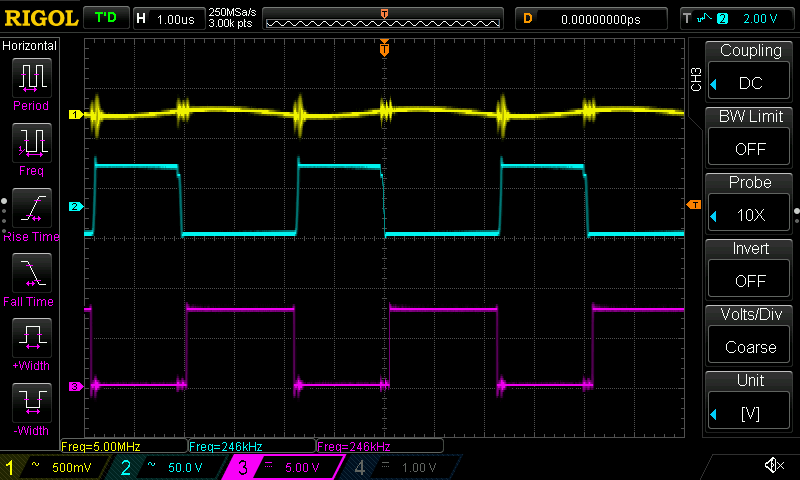 RIGOL T'D H 1.00us 250MSa/s D 0.00000000ps T 2 2.00 V
3.00k pts
T
Horizontal
Period
Freq
Rise Time
Fall Time
+Width
-Width
1
2
3
T
CH3
Coupling
DC
BW Limit
OFF
Probe
10X
Invert
OFF
Volts/Div
Coarse
Unit
[V]
Freq=5.00MHz Freq=246kHz Freq=246kHz
1 ~ 500mV 2 ~ 50.0 V 3 5.00 V 4 1.00 V